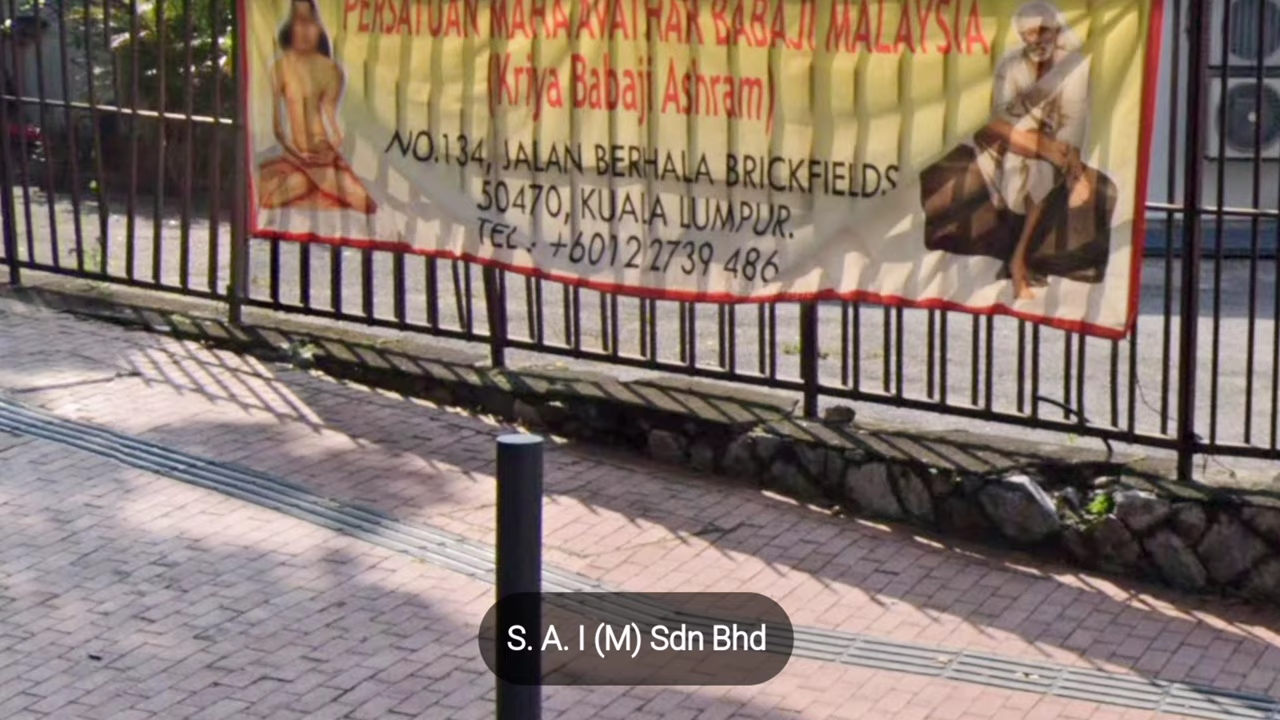 PERSATUAN MAHA AVATHAR BABAJI MALAYSIA
(Kriya Babaji Ashram)
NO.134, JALAN BERHALA BRICKFIELDS
50470, KUALA LUMPUR.
TEL : +6012 2739 486
S. A. I (M) Sdn Bhd